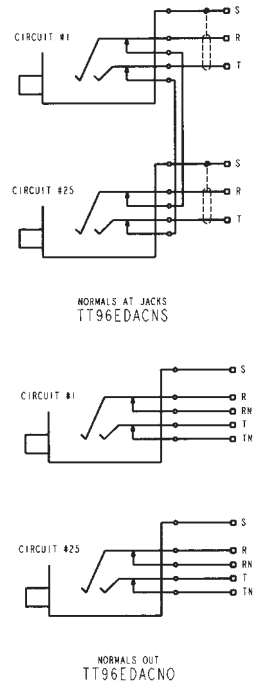 S
CIRCUIT #1
R
T
S
CIRCUIT #25
R
T
NORMALS AT JACKS
TT96EDACNS
S
CIRCUIT #1
R
RN
T
TN
S
CIRCUIT #25
R
RN
T
TN
NORMALS OUT
TT96EDACNO